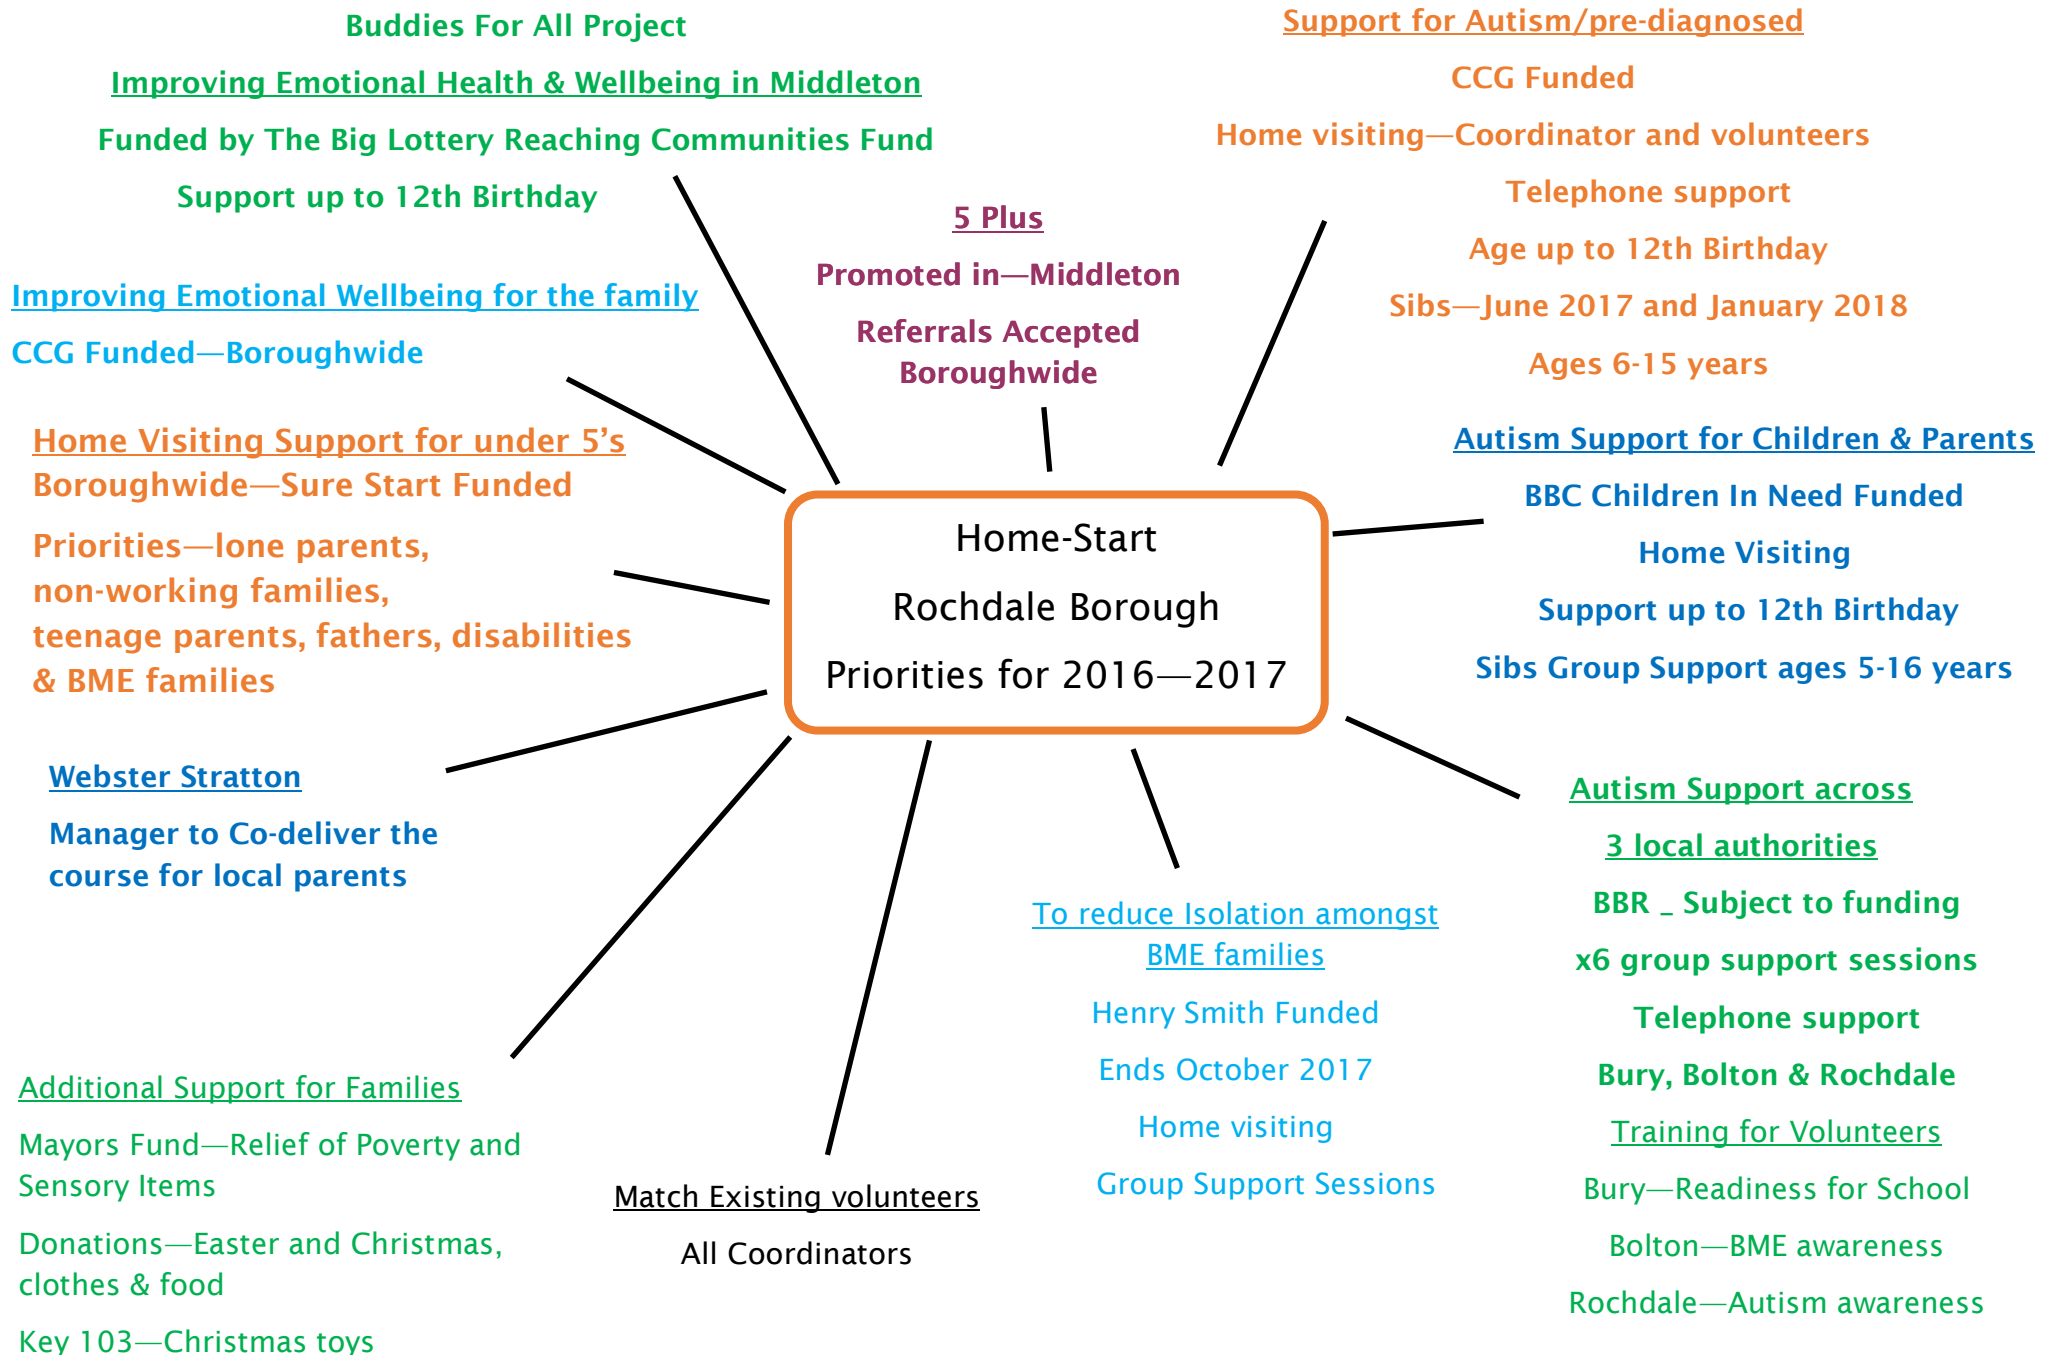 Buddies For All Project
Improving Emotional Health & Wellbeing in Middleton
Funded by The Big Lottery Reaching Communities Fund
Support up to 12th Birthday
Support for Autism/pre-diagnosed
CCG Funded
Home visiting—Coordinator and volunteers
Telephone support
Age up to 12th Birthday
Sibs—June 2017 and January 2018
Ages 6-15 years
5 Plus
Promoted in—Middleton
Referrals Accepted
Boroughwide
Improving Emotional Wellbeing for the family
CCG Funded—Boroughwide
Home Visiting Support for under 5’s
Boroughwide—Sure Start Funded
Priorities—lone parents,
non-working families,
teenage parents, fathers, disabilities
& BME families
Home-Start
Rochdale Borough
Priorities for 2016—2017
Autism Support for Children & Parents
BBC Children In Need Funded
Home Visiting
Support up to 12th Birthday
Sibs Group Support ages 5-16 years
Webster Stratton
Manager to Co-deliver the
course for local parents
Autism Support across
3 local authorities
BBR _ Subject to funding
x6 group support sessions
Telephone support
Bury, Bolton & Rochdale
Training for Volunteers
Bury—Readiness for School
Bolton—BME awareness
Rochdale—Autism awareness
To reduce Isolation amongst
BME families
Henry Smith Funded
Ends October 2017
Home visiting
Group Support Sessions
Additional Support for Families
Mayors Fund—Relief of Poverty and
Sensory Items
Donations—Easter and Christmas,
clothes & food
Key 103—Christmas toys
Match Existing volunteers
All Coordinators